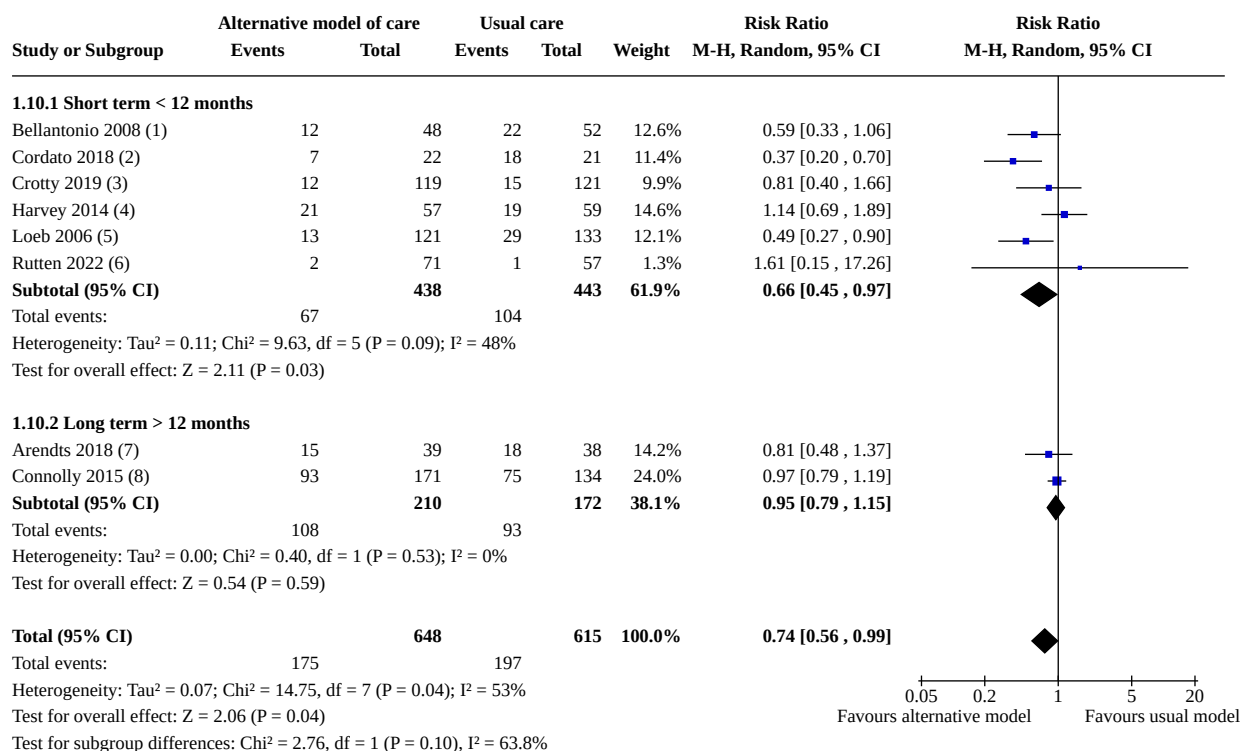 Alternative model of care Usual care Risk Ratio Risk Ratio
Study or Subgroup Events Total Events Total Weight M-H, Random, 95% CI M-H, Random, 95% CI
1.10.1 Short term < 12 months
Bellantonio 2008 (1) 12 48 22 52 12.6% 0.59 [0.33 , 1.06]
Cordato 2018 (2) 7 22 18 21 11.4% 0.37 [0.20 , 0.70]
Crotty 2019 (3) 12 119 15 121 9.9% 0.81 [0.40 , 1.66]
Harvey 2014 (4) 21 57 19 59 14.6% 1.14 [0.69 , 1.89]
Loeb 2006 (5) 13 121 29 133 12.1% 0.49 [0.27 , 0.90]
Rutten 2022 (6) 2 71 1 57 1.3% 1.61 [0.15 , 17.26]
Subtotal (95% CI) 438 443 61.9% 0.66 [0.45 , 0.97]
Total events: 67 104
Heterogeneity: Tau² = 0.11; Chi² = 9.63, df = 5 (P = 0.09); I² = 48%
Test for overall effect: Z = 2.11 (P = 0.03)
1.10.2 Long term > 12 months
Arendts 2018 (7) 15 39 18 38 14.2% 0.81 [0.48 , 1.37]
Connolly 2015 (8) 93 171 75 134 24.0% 0.97 [0.79 , 1.19]
Subtotal (95% CI) 210 172 38.1% 0.95 [0.79 , 1.15]
Total events: 108 93
Heterogeneity: Tau² = 0.00; Chi² = 0.40, df = 1 (P = 0.53); I² = 0%
Test for overall effect: Z = 0.54 (P = 0.59)
Total (95% CI) 648 615 100.0% 0.74 [0.56 , 0.99]
Total events: 175 197
Heterogeneity: Tau² = 0.07; Chi² = 14.75, df = 7 (P = 0.04); I² = 53%
0.05 0.2 1 5 20
Test for overall effect: Z = 2.06 (P = 0.04)
Favours alternative model Favours usual model
Test for subgroup differences: Chi² = 2.76, df = 1 (P = 0.10), I² = 63.8%